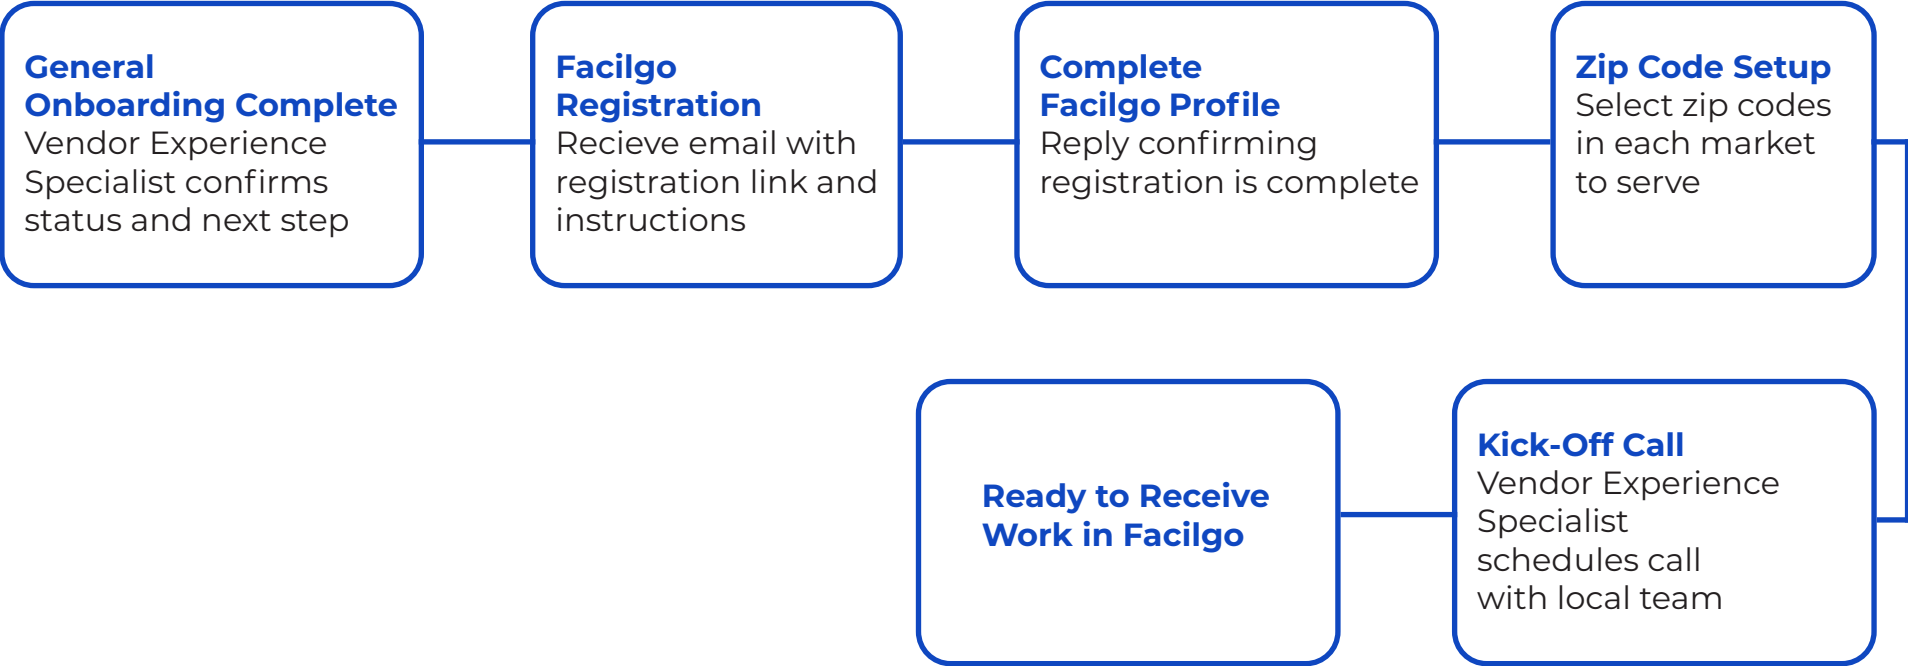 General
Onboarding Complete
Vendor Experience
Specialist confirms
status and next step
Facilgo
Registration
Recieve email with
registration link and
instructions
Complete
Facilgo Profile
Reply confirming
registration is complete
Zip Code Setup
Select zip codes
in each market
to serve
Kick-Off Call
Vendor Experience
Specialist
schedules call
with local team
Ready to Receive
Work in Facilgo